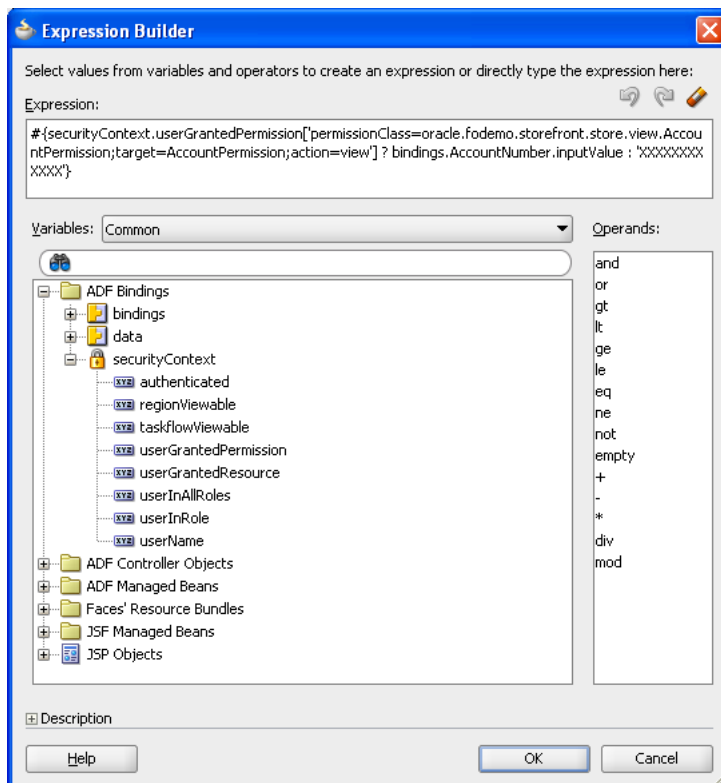 Expression Builder
Select values from variables and operators to create an expression or directly type the expression here:
Expression:
#{securityContext.userGrantedPermission['permissionClass=oracle.fodemo.storefront.store.view.Accou
ntPermission;target=AccountPermission;action=view'] ? bindings.AccountNumber.inputValue : 'XXXXXXXX
XXXX'}
Variables: Common
Operands:
ADF Bindings
bindings
data
securityContext
authenticated
regionViewable
taskflowViewable
userGrantedPermission
userGrantedResource
userInAllRoles
userInRole
userName
ADF Controller Objects
ADF Managed Beans
Faces' Resource Bundles
JSF Managed Beans
JSP Objects
and
or
gt
lt
ge
le
eq
ne
not
empty
+
-
*
div
mod
Description
Help
OK
Cancel